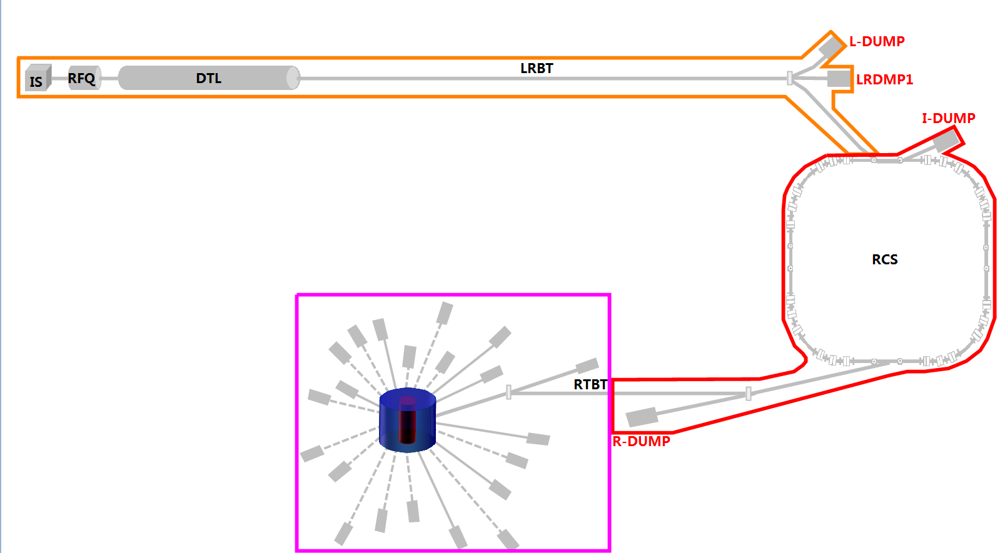 L-DUMP
LRBT
IS
RFQ
DTL
LRDMP1
I-DUMP
RCS
RTBT
R-DUMP